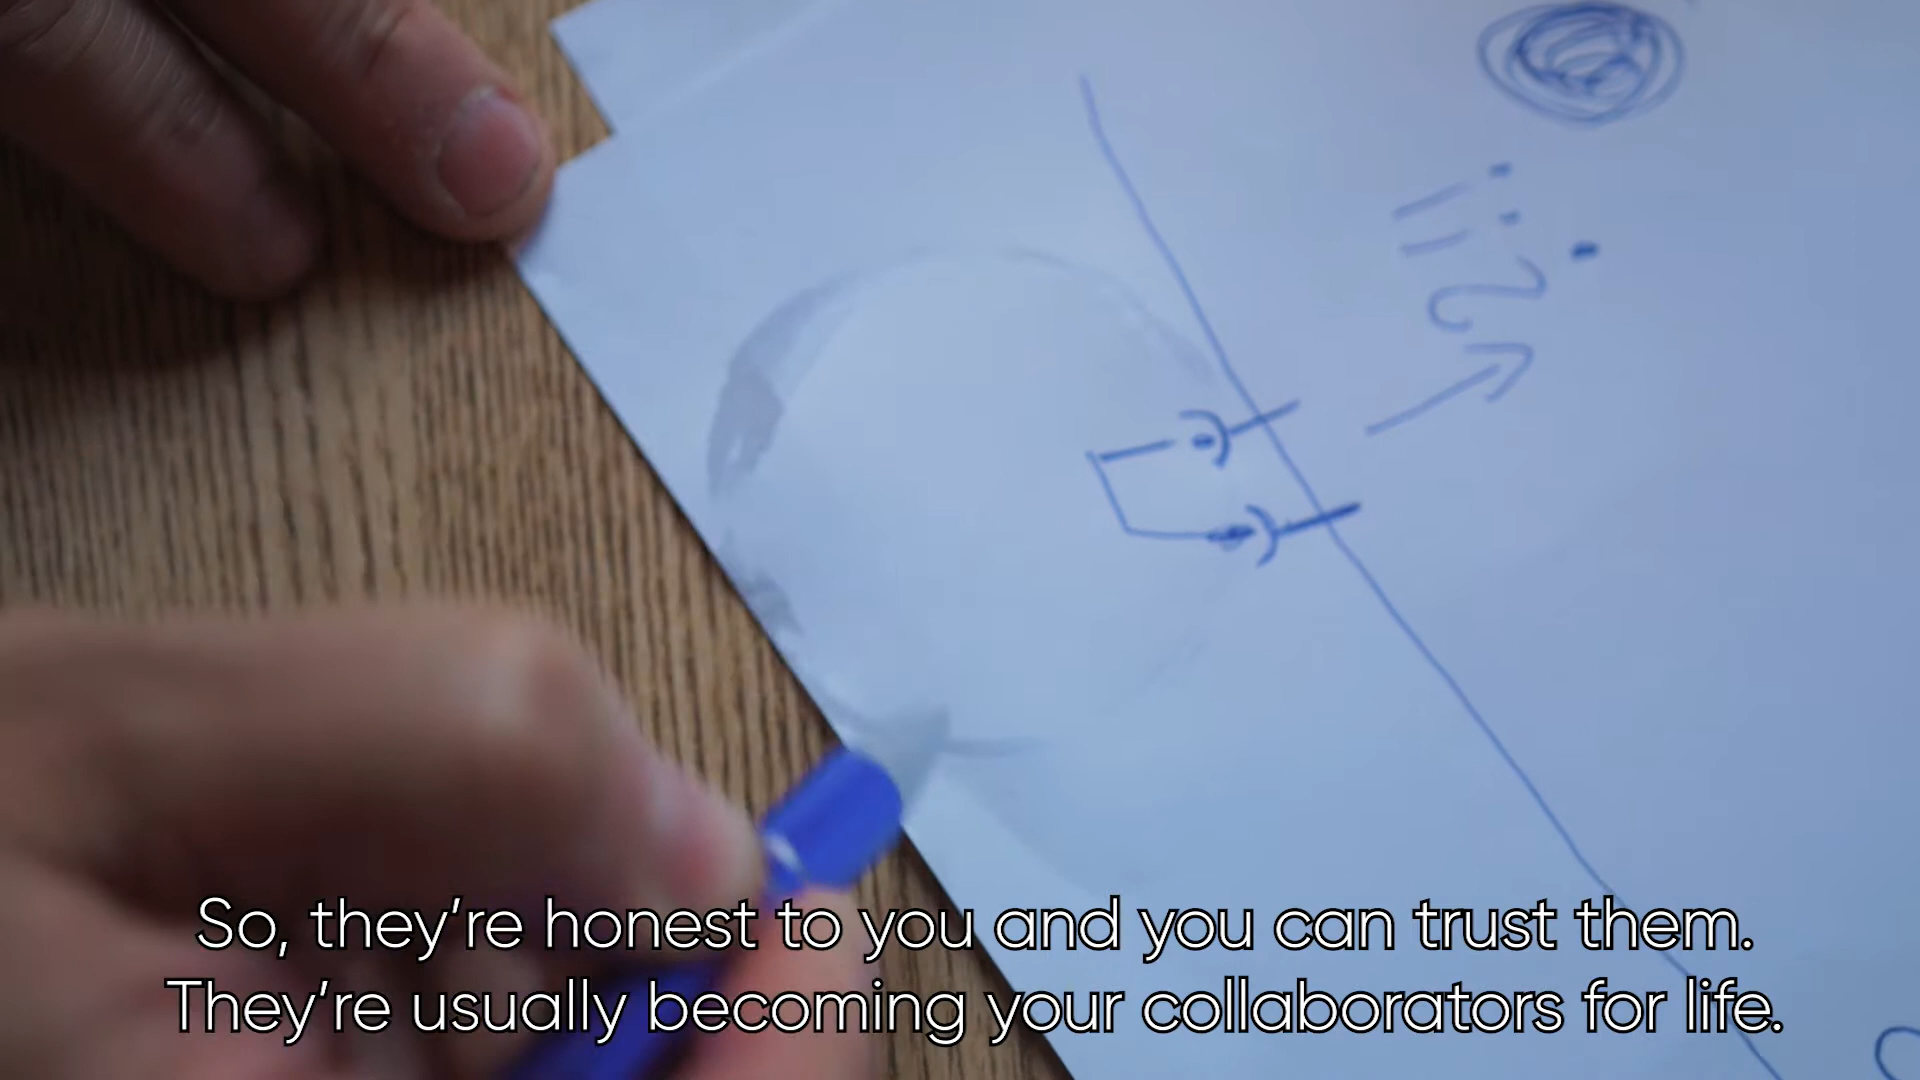 So, they're honest to you and you can trust them.
They're usually becoming your collaborators for life.